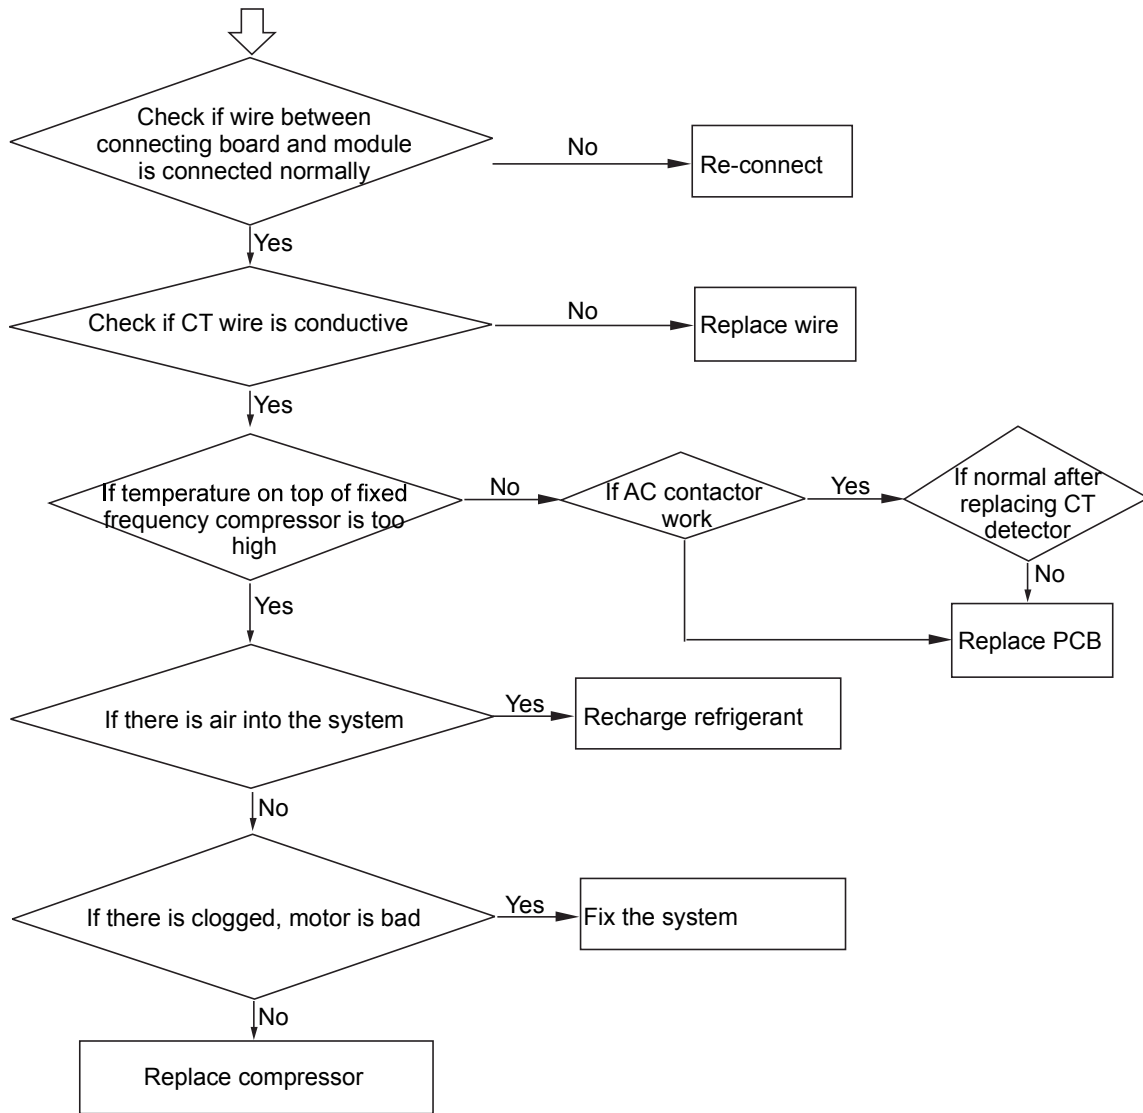 Check if wire between
connecting board and module
is connected normally
No
Re-connect
Yes
Check if CT wire is conductive
No
Replace wire
Yes
If temperature on top of fixed
frequency compressor is too
high
No
If AC contactor
work
Yes
If normal after
replacing CT
detector
No
Replace PCB
Yes
If there is air into the system
Yes
Recharge refrigerant
No
If there is clogged, motor is bad
Yes
Fix the system
No
Replace compressor